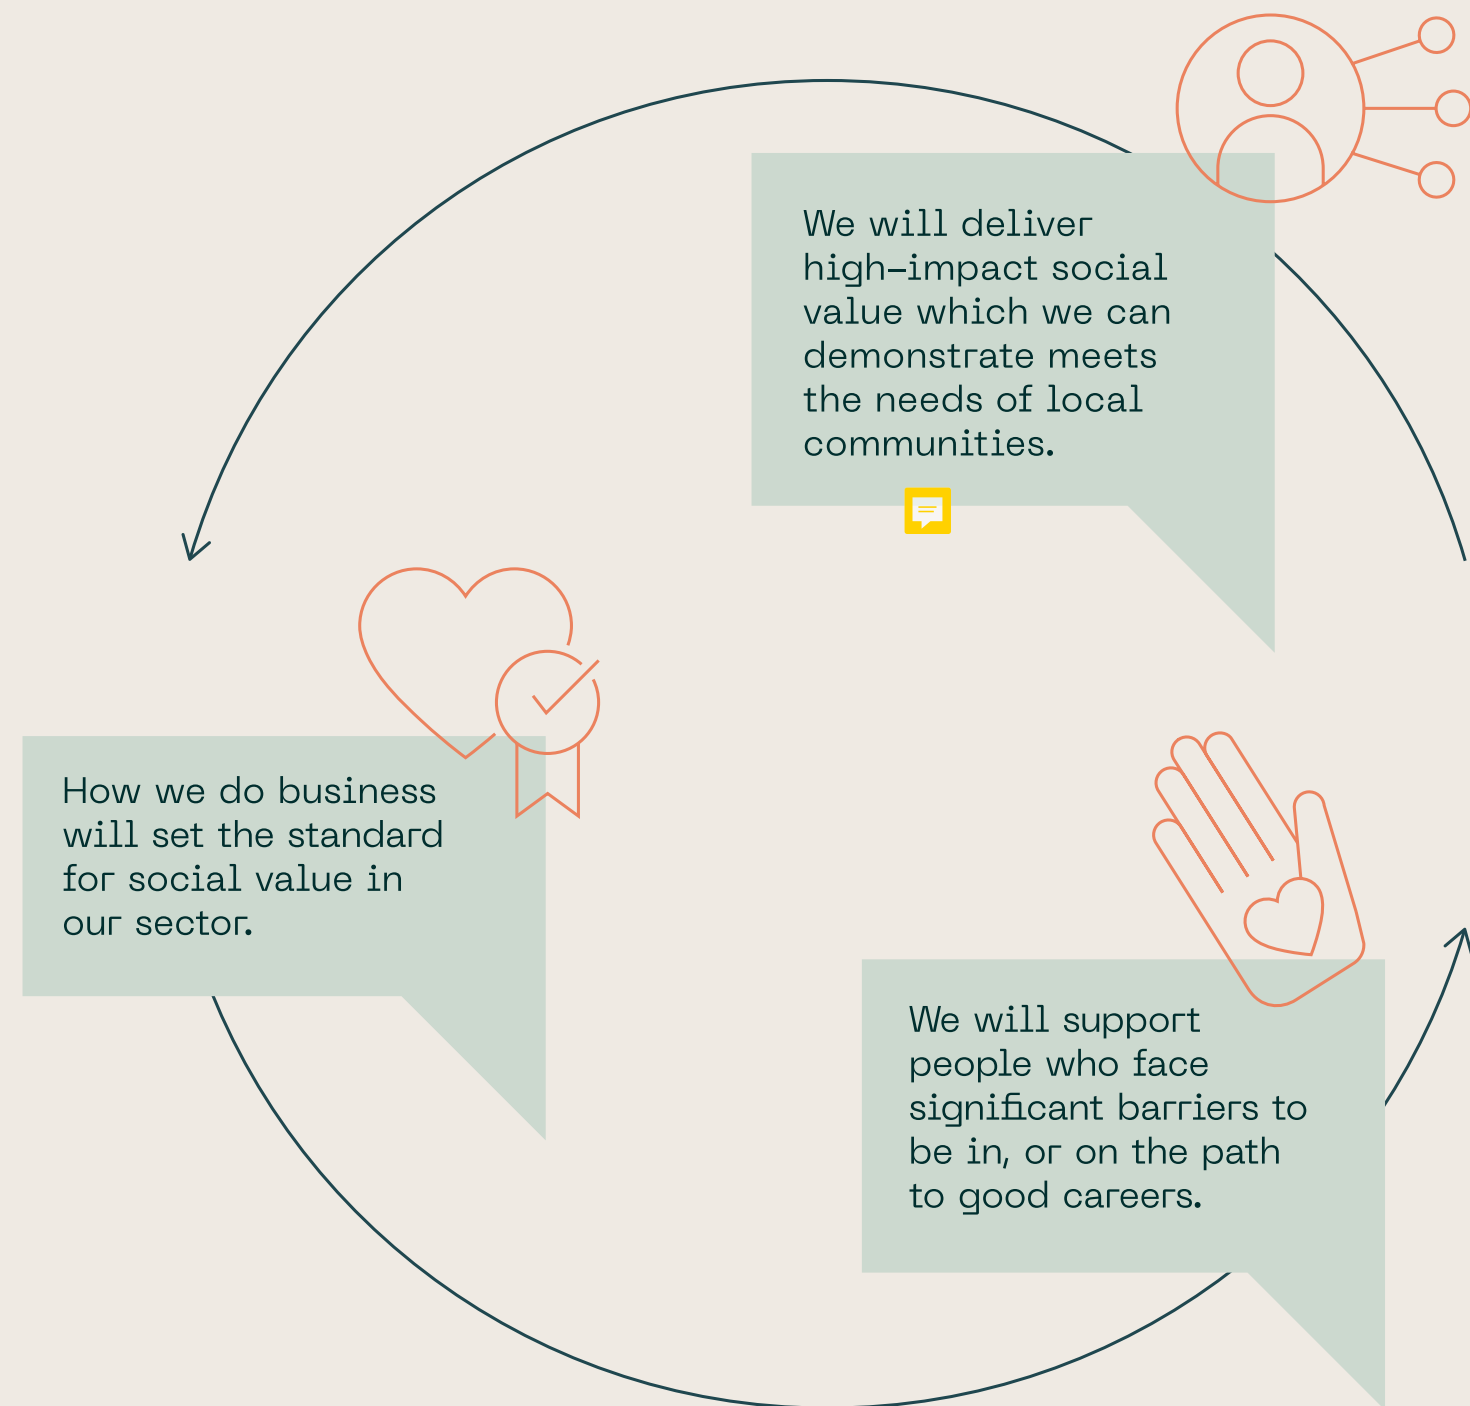 We will deliver
high-impact social
value which we can
demonstrate meets
the needs of local
communities.
How we do business
will set the standard
for social value in
our sector.
We will support
people who face
significant barriers to
be in, or on the path
to good careers.